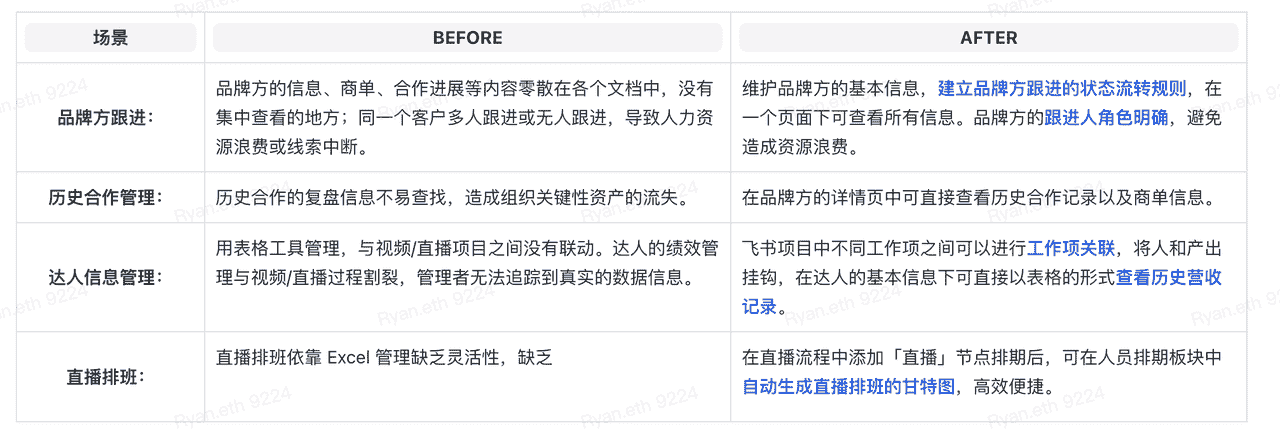 场景
BEFORE
AFTER
品牌方跟进：
品牌方的信息、商单、合作进展等内容零散在各个文档中，没有
集中查看的地方；同一个客户多人跟进或无人跟进，导致人力资
源浪费或线索中断。
维护品牌方的基本信息，建立品牌方跟进的状态流转规则，在
一个页面下可查看所有信息。品牌方的跟进人角色明确，避免
造成资源浪费。
历史合作管理：
历史合作的复盘信息不易查找，造成组织关键性资产的流失。
在品牌方的详情页中可直接查看历史合作记录以及商单信息。
达人信息管理：
用表格工具管理，与视频/直播项目之间没有联动。达人的绩效管
理与视频/直播过程割裂，管理者无法追踪到真实的数据信息。
飞书项目中不同工作项之间可以进行工作项关联，将人和产出
挂钩，在达人的基本信息下可直接以表格的形式查看历史营收
记录。
直播排班：
直播排班依靠 Excel 管理缺乏灵活性，缺乏
在直播流程中添加「直播」节点排期后，可在人员排期板块中
自动生成直播排班的甘特图，高效便捷。
Ryan.eth 9224